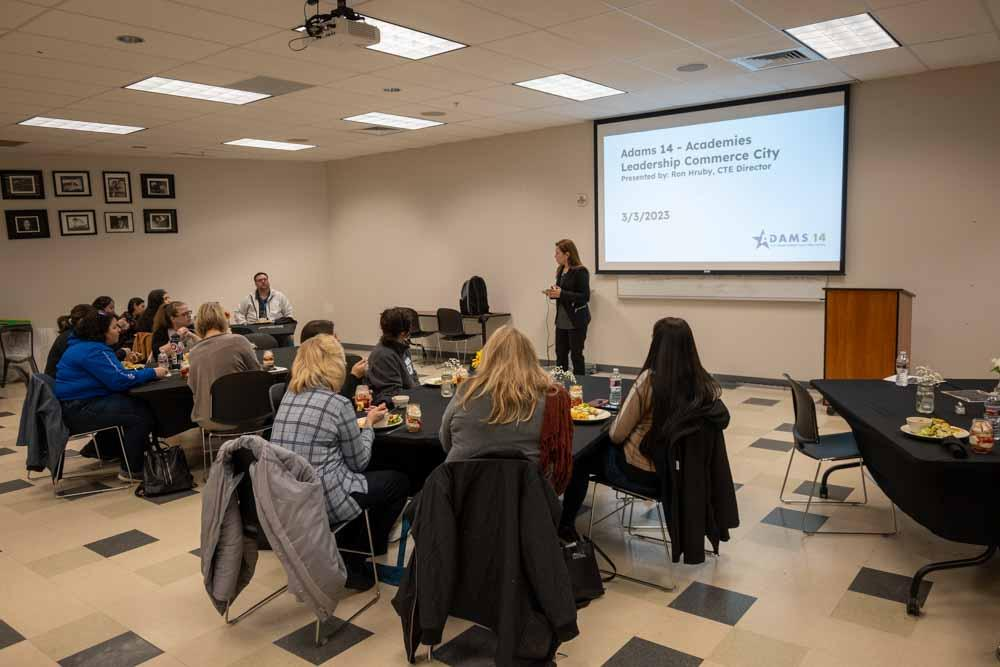 Adams 14 - Academies
Leadership Commerce City
Presented by: Ron Hruby, CTE Director
3/3/2023
ADAMS 14